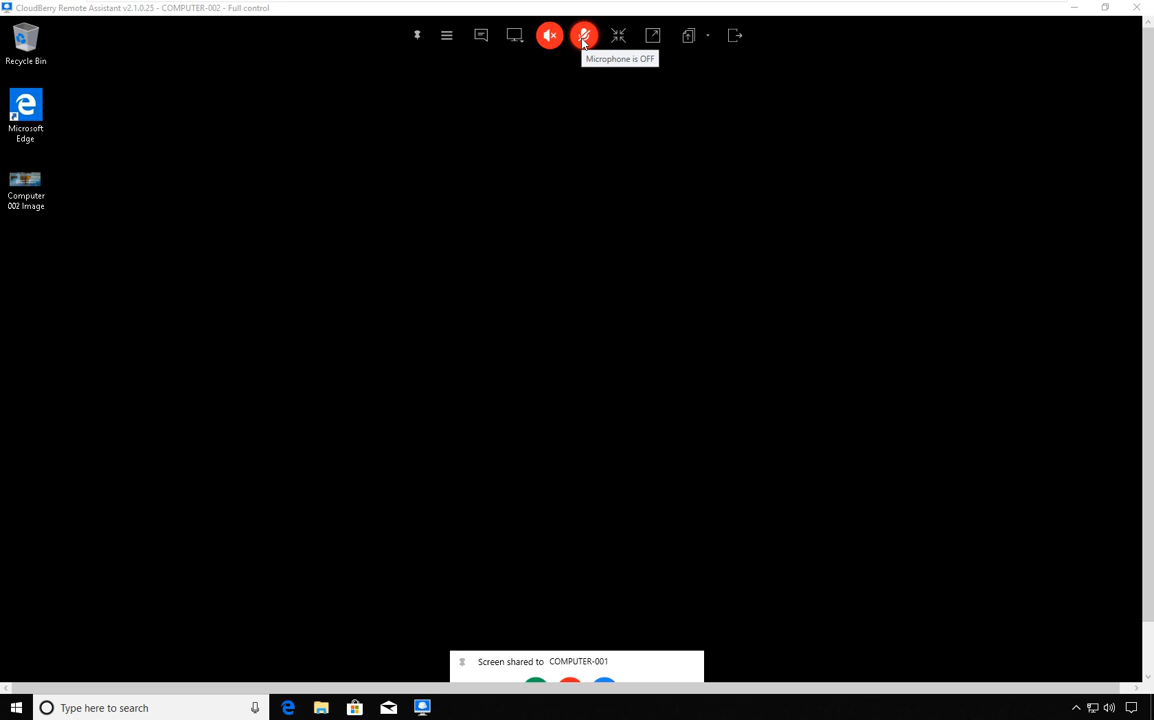 CloudBerry Remote Assistant v2.1.0.25 - COMPUTER-002 - Full control
Microphone is OFF
Recycle Bin
Microsoft
Edge
Computer
002 Image
Screen shared to COMPUTER-001
Type here to search